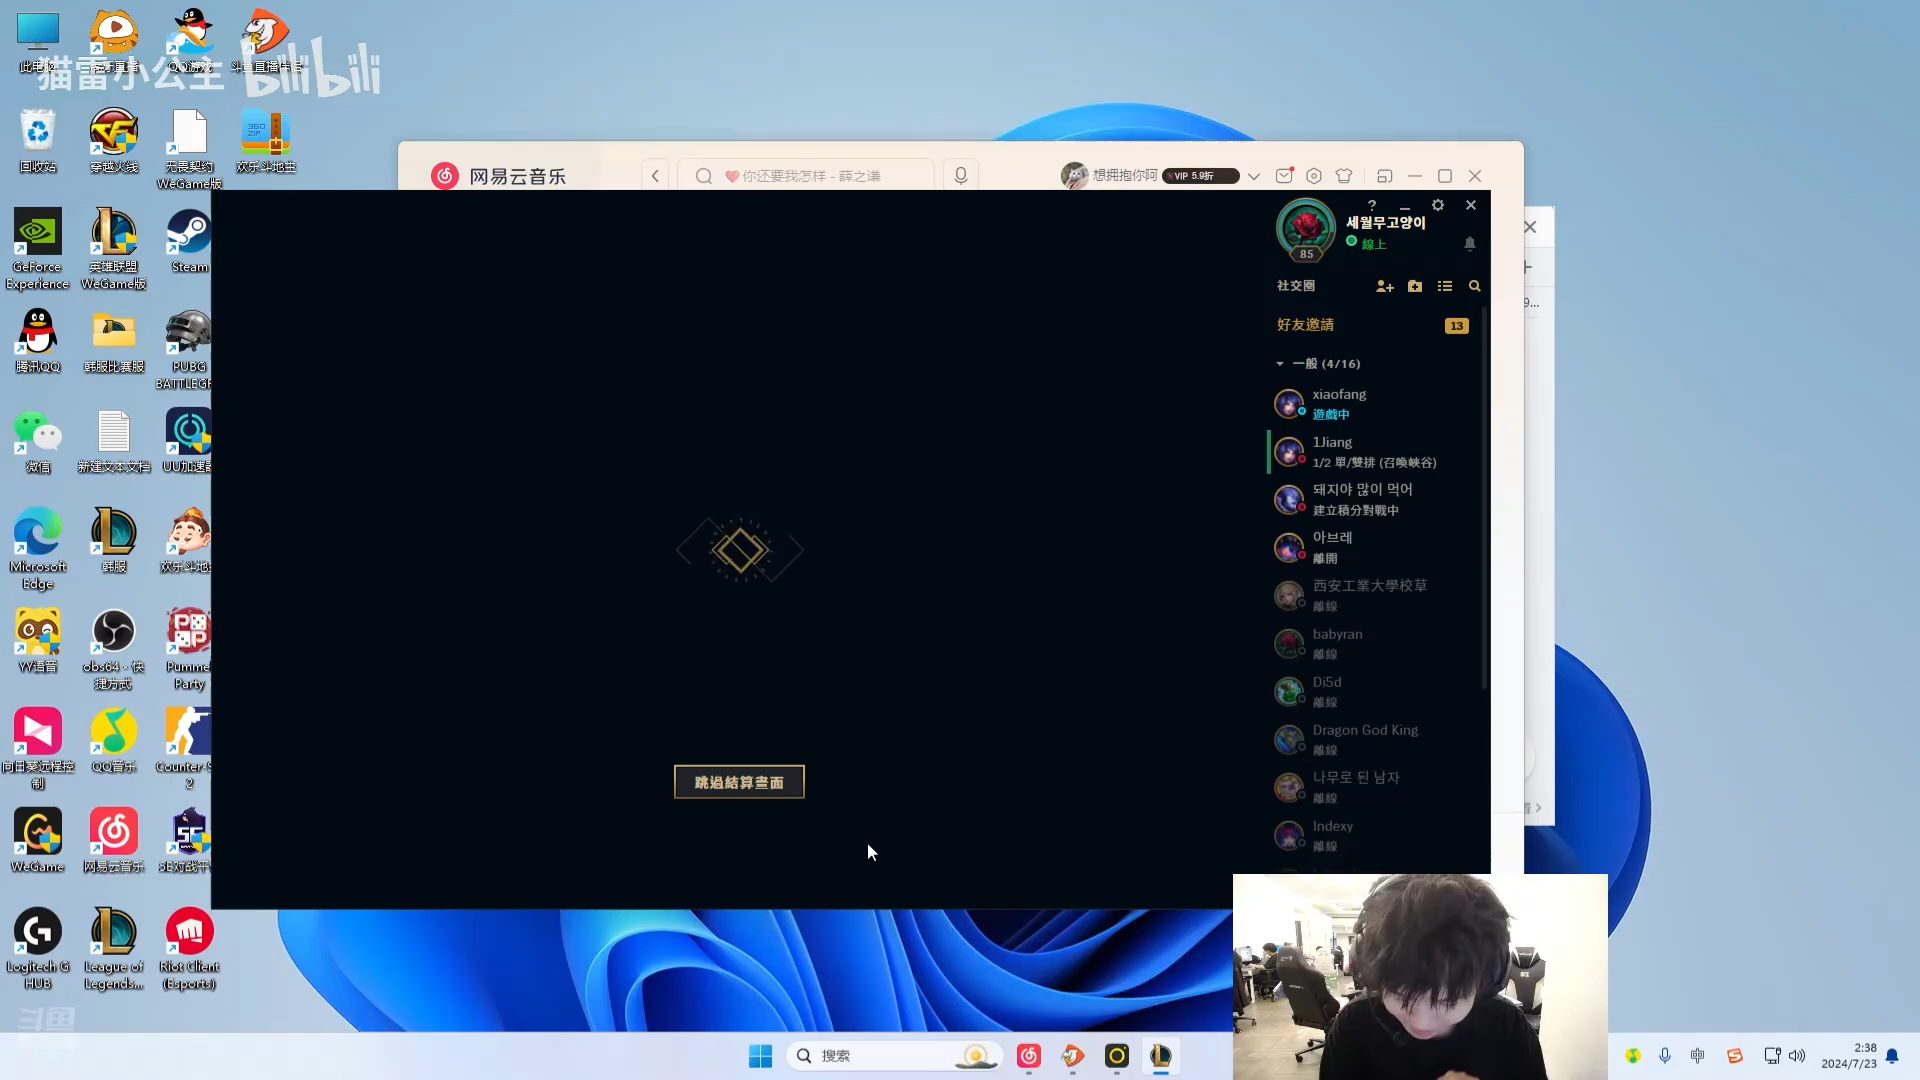 此电脑
虎牙直播
QQ游戏
猫雷小公主
bilibili
回收站
穿越火线
无畏契约
WeGame版
360
ZIP
欢乐斗地主
GeForce
Experience
英雄联盟
WeGame版
Steam
腾讯QQ
韩服比赛服
PUBG
微信
新建文本文档
UU加速器
Microsoft
Edge
韩服
YY语音
obs64 - 快
捷方式
Pummel
Party
向日葵远程控
制
QQ音乐
Counter-S
2
WeGame
网易云音乐
Logitech G
HUB
League of
Legends...
Riot Client
(Esports)
斗鱼
网易云音乐
你还要我怎样 - 薛之谦
想拥抱你阿
VIP 5.9折
세월무고양이
線上
85
社交圈
好友邀請
13
一般 (4/16)
xiaofang
遊戲中
1Jiang
1/2 單/雙排 (召喚峽谷)
돼지야 많이 먹어
建立積分對戰中
아브레
離開
西安工業大學校草
離線
babyran
離線
Di5d
離線
Dragon God King
離線
나무로 된 남자
離線
Indexy
離線
跳過結算畫面
搜索
中
2:38
2024/7/23